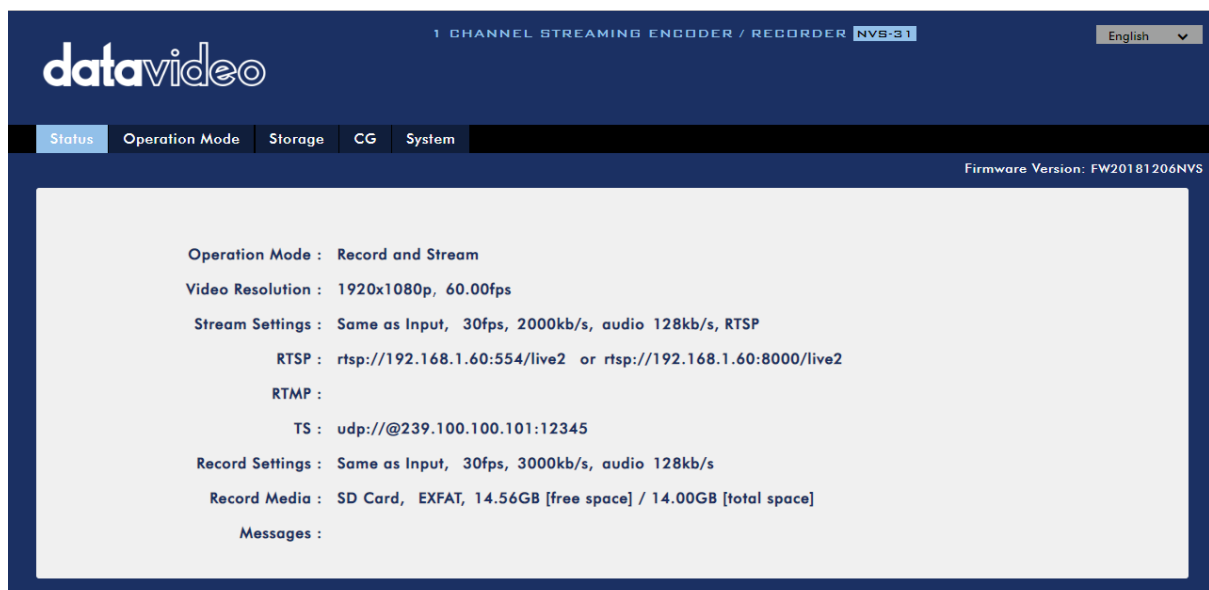 1 CHANNEL STREAMING ENCODER / RECORDER NVS-31
English
datavideo
Status Operation Mode Storage CG System
Firmware Version: FW20181206NVS
Operation Mode : Record and Stream
Video Resolution : 1920x1080p, 60.00fps
Stream Settings : Same as Input, 30fps, 2000kb/s, audio 128kb/s, RTSP
RTSP : rtsp://192.168.1.60:554/live2 or rtsp://192.168.1.60:8000/live2
RTMP :
TS : udp://@239.100.100.101:12345
Record Settings : Same as Input, 30fps, 3000kb/s, audio 128kb/s
Record Media : SD Card, EXFAT, 14.56GB [free space] / 14.00GB [total space]
Messages :